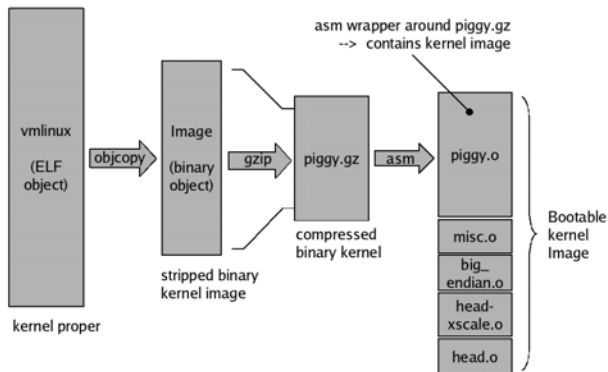 asm wrapper around piggy.gz
--> contains kernel image
vmlinux
(ELF
object)
objcopy
Image
(binary
object)
gzip
piggy.gz
asm
piggy.o
misc.o
big_
endian.o
head-
xscale.o
head.o
Bootable
kernel
Image
compressed
binary kernel
stripped binary
kernel image
kernel proper